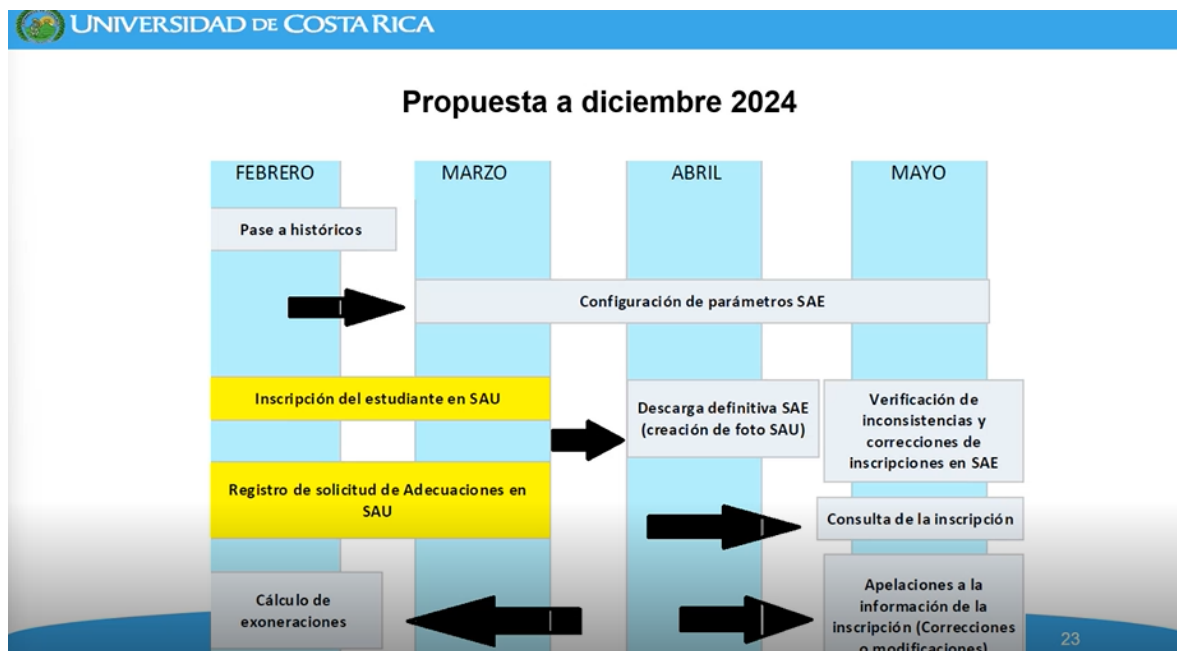 UNIVERSIDAD DE COSTA RICA
Propuesta a diciembre 2024
FEBRERO
MARZO
ABRIL
MAYO
Pase a históricos
Configuración de parámetros SAE
Inscripción del estudiante en SAU
Descarga definitiva SAE
(creación de foto SAU)
Verificación de
inconsistencias y
correcciones de
inscripciones en SAE
Registro de solicitud de Adecuaciones en
SAU
Consulta de la inscripción
Cálculo de
exoneraciones
Apelaciones a la
información de la
inscripción (Correcciones
o modificaciones)
23